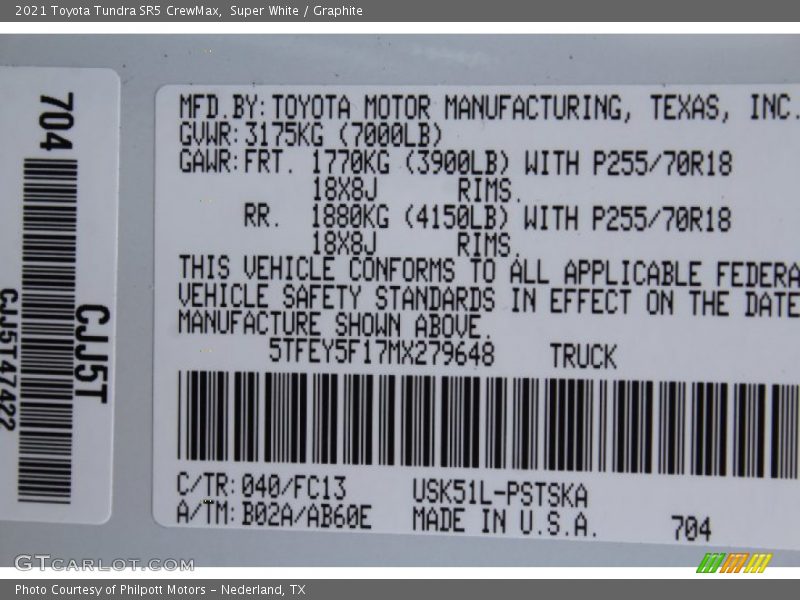 2021 Toyota Tundra SR5 CrewMax, Super White / Graphite
704
CJJ5T
CJJ5T47422
MFD.BY: TOYOTA MOTOR MANUFACTURING, TEXAS, INC.
GVWR: 3175KG (7000LB)
GAWR: FRT. 1770KG (3900LB) WITH P255/70R18
18X8J RIMS.
RR. 1880KG (4150LB) WITH P255/70R18
18X8J RIMS.
THIS VEHICLE CONFORMS TO ALL APPLICABLE FEDERA
VEHICLE SAFETY STANDARDS IN EFFECT ON THE DATE
MANUFACTURE SHOWN ABOVE.
5TFEY5F17MX279648 TRUCK
C/TR: 040/FC13 USK51L-PSTSKA
A/TM: B02A/AB60E MADE IN U.S.A. 704
GTCARLOT.COM
Photo Courtesy of Philpott Motors - Nederland, TX